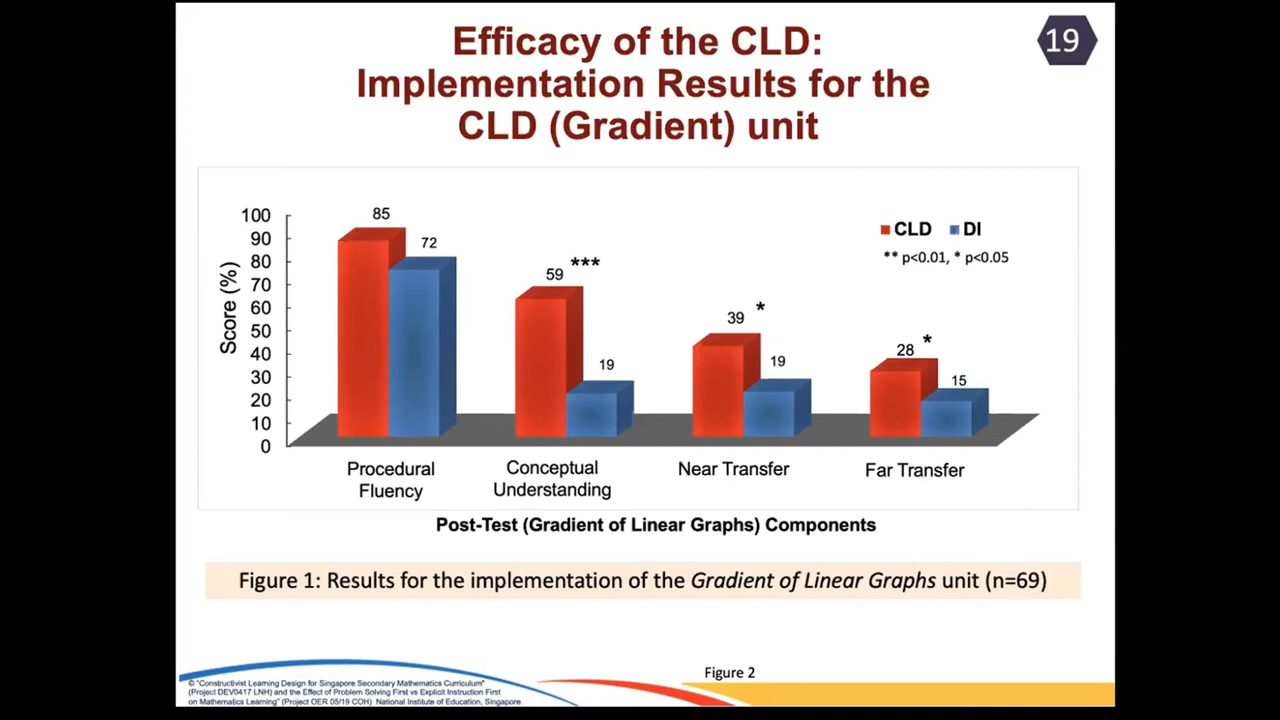 Efficacy of the CLD:
Implementation Results for the
CLD (Gradient) unit
19
100
90
80
70
60
50
40
30
20
10
0
Score (%)
85
72
59
***
19
39
*
19
28
*
15
CLD DI
** p<0.01, * p<0.05
Procedural
Fluency
Conceptual
Understanding
Near Transfer
Far Transfer
Post-Test (Gradient of Linear Graphs) Components
Figure 1: Results for the implementation of the Gradient of Linear Graphs unit (n=69)
Figure 2
© "Constructivist Learning Design for Singapore Secondary Mathematics Curriculum"
(Project DEV0417 LNH) and the Effect of Problem Solving First vs Explicit Instruction First
on Mathematics Learning" (Project OER 05/19 COH) National Institute of Education, Singapore.